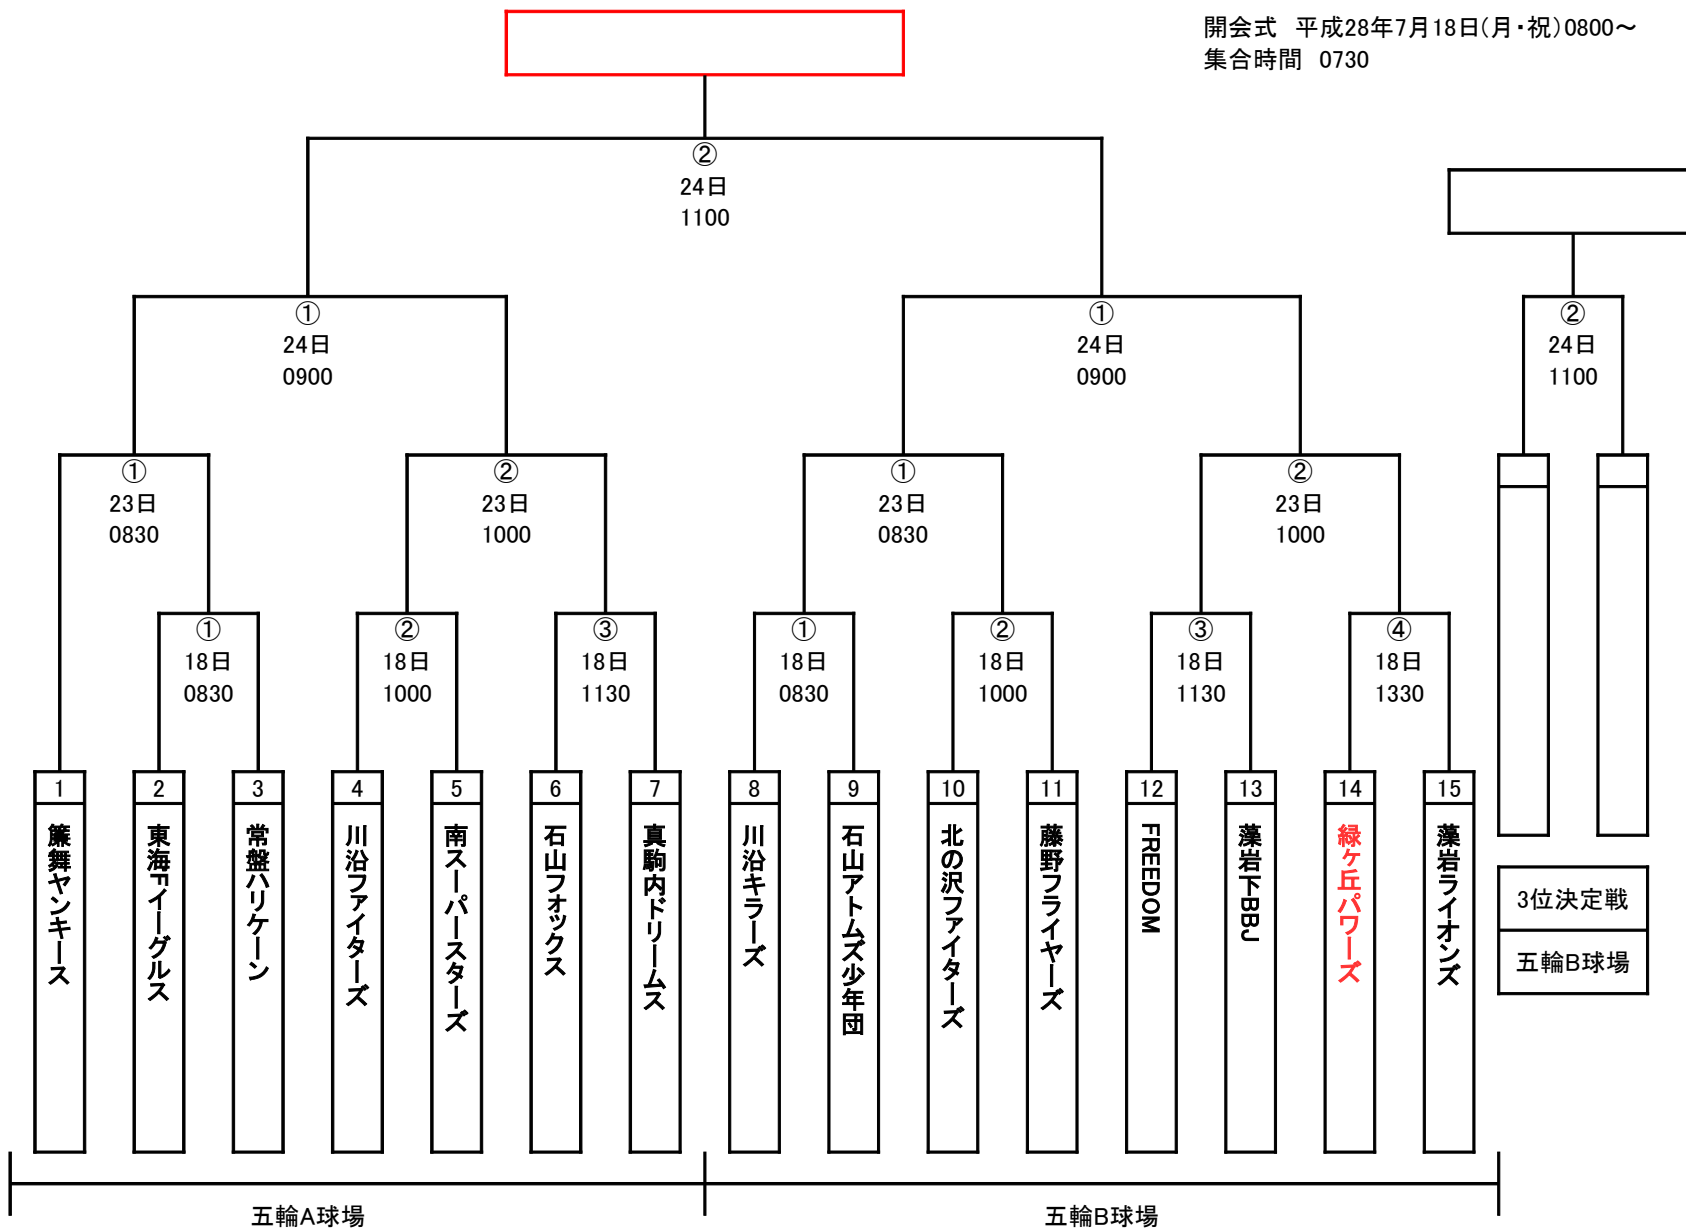 開会式 平成28年7月18日(月・祝)0800～
集合時間 0730
②
24日
1100
①
24日
0900
①
24日
0900
②
24日
1100
①
23日
0830
②
23日
1000
①
23日
0830
②
23日
1000
①
18日
0830
②
18日
1000
③
18日
1130
①
18日
0830
②
18日
1000
③
18日
1130
④
18日
1330
1
簾舞ヤンキース
2
東海Fイーグルス
3
常盤ハリケーン
4
川沿ファイターズ
5
南スーパースターズ
6
石山フォックス
7
真駒内ドリームス
8
川沿キラーズ
9
石山アトムズ少年団
10
北の沢ファイターズ
11
藤野フライヤーズ
12
FREEDOM
13
藻岩下BBJ
14
緑ヶ丘パワーズ
15
藻岩ライオンズ
3位決定戦
五輪B球場
五輪A球場
五輪B球場